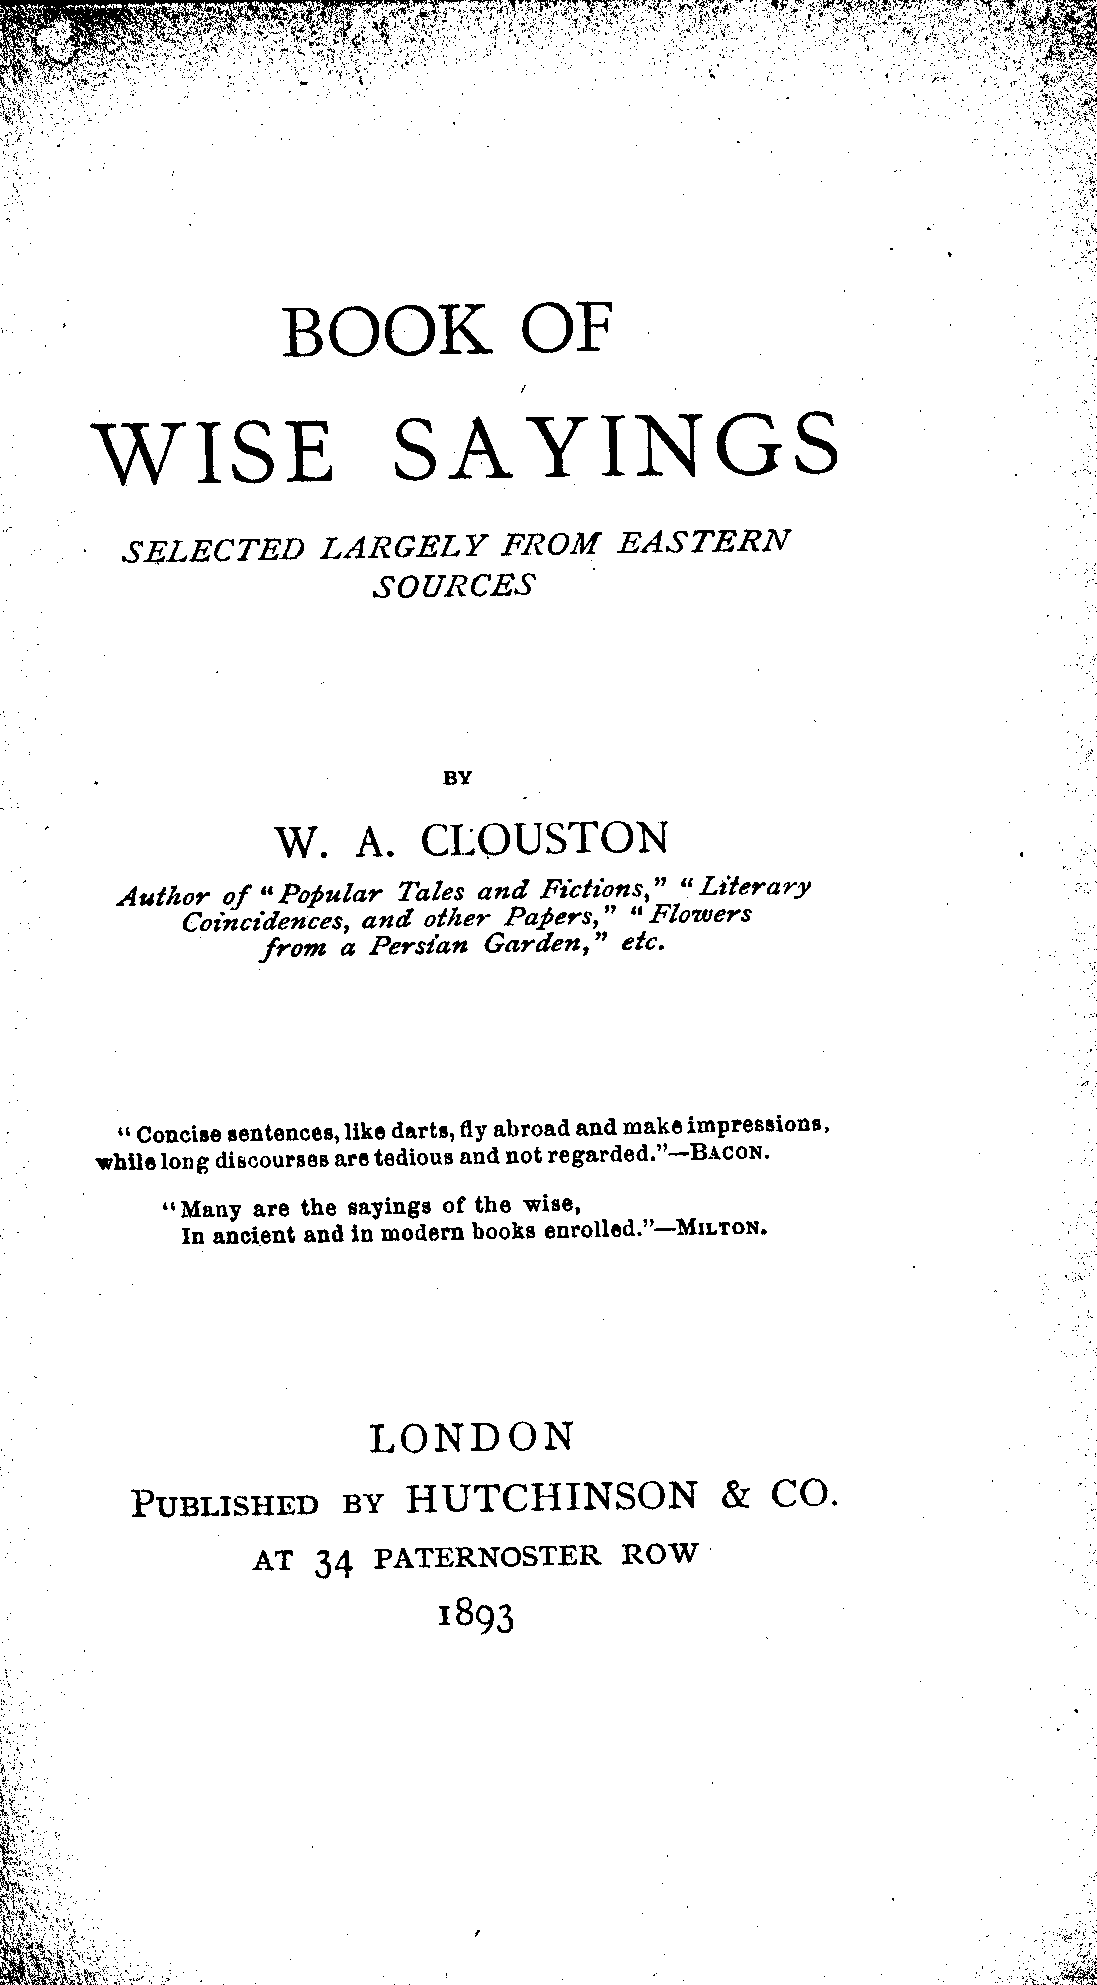 BOOK OF
WISE SAYINGS
SELECTED LARGELY FROM EASTERN
SOURCES
BY
W. A. CLOUSTON
Author of "Popular Tales and Fictions," "Literary
Coincidences, and other Papers," "Flowers
from a Persian Garden," etc.
"Concise sentences, like darts, fly abroad and make impressions,
while long discourses are tedious and not regarded."—BACON.
"Many are the sayings of the wise,
In ancient and in modern books enrolled."—MILTON.
LONDON
PUBLISHED BY HUTCHINSON & CO.
AT 34 PATERNOSTER ROW
1893